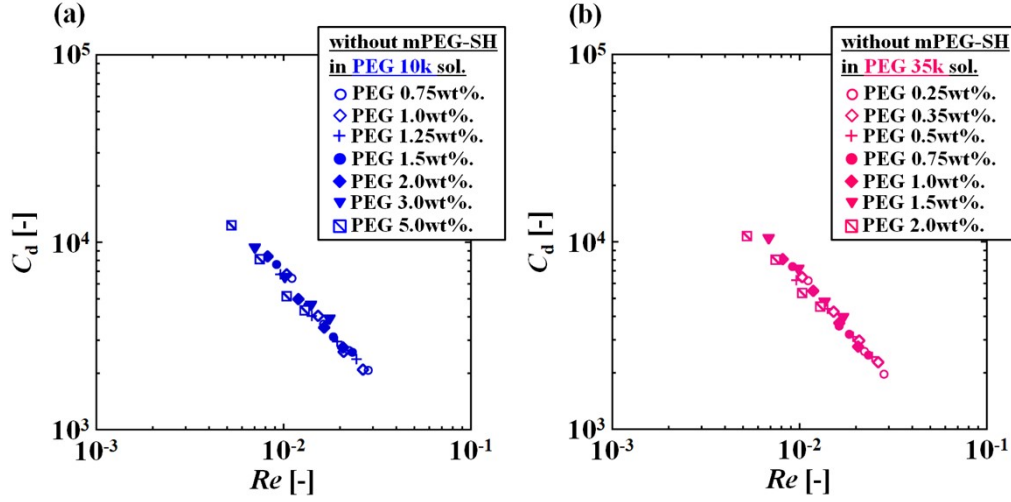 (a)
10^5
10^4
10^3
C_d [-]
10^-3
10^-2
10^-1
Re [-]
without mPEG-SH
in PEG 10k sol.
PEG 0.75wt%.
PEG 1.0wt%.
PEG 1.25wt%.
PEG 1.5wt%.
PEG 2.0wt%.
PEG 3.0wt%.
PEG 5.0wt%.
(b)
10^5
10^4
10^3
C_d [-]
10^-3
10^-2
10^-1
Re [-]
without mPEG-SH
in PEG 35k sol.
PEG 0.25wt%.
PEG 0.35wt%.
PEG 0.5wt%.
PEG 0.75wt%.
PEG 1.0wt%.
PEG 1.5wt%.
PEG 2.0wt%.